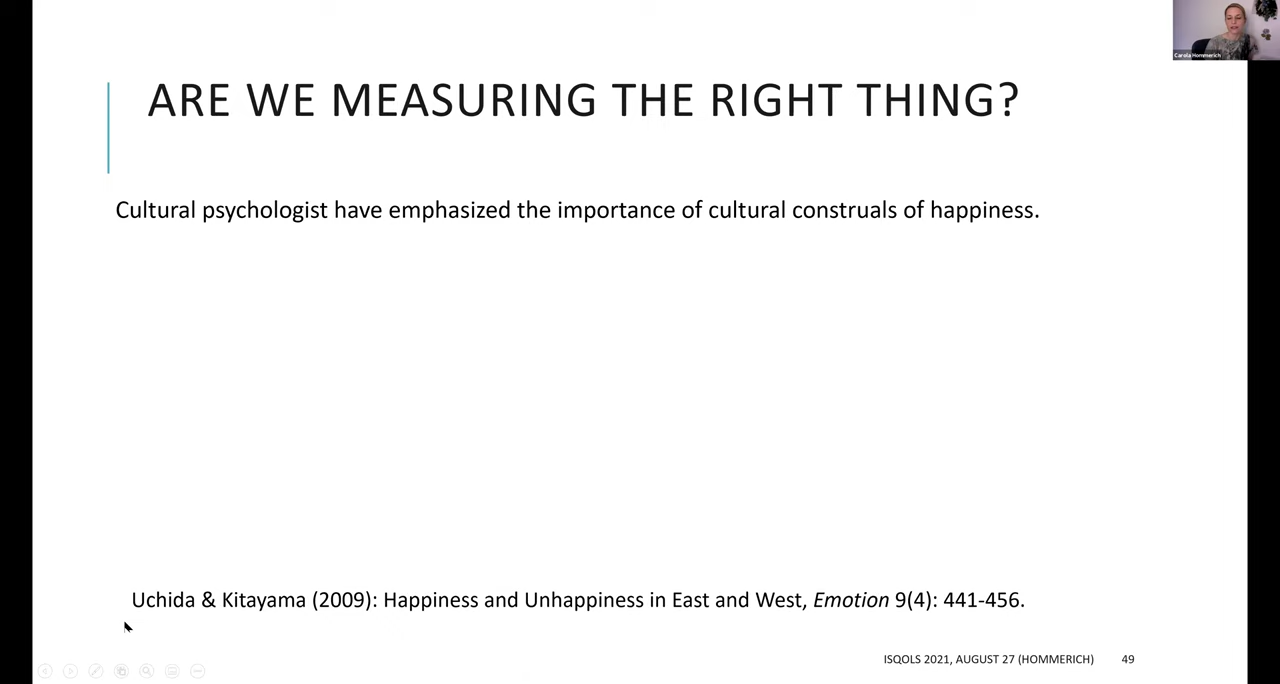 Carola Hommerich
ARE WE MEASURING THE RIGHT THING?
Cultural psychologist have emphasized the importance of cultural construals of happiness.
Uchida & Kitayama (2009): Happiness and Unhappiness in East and West, Emotion 9(4): 441-456.
ISQOLS 2021, AUGUST 27 (HOMMERICH) 49